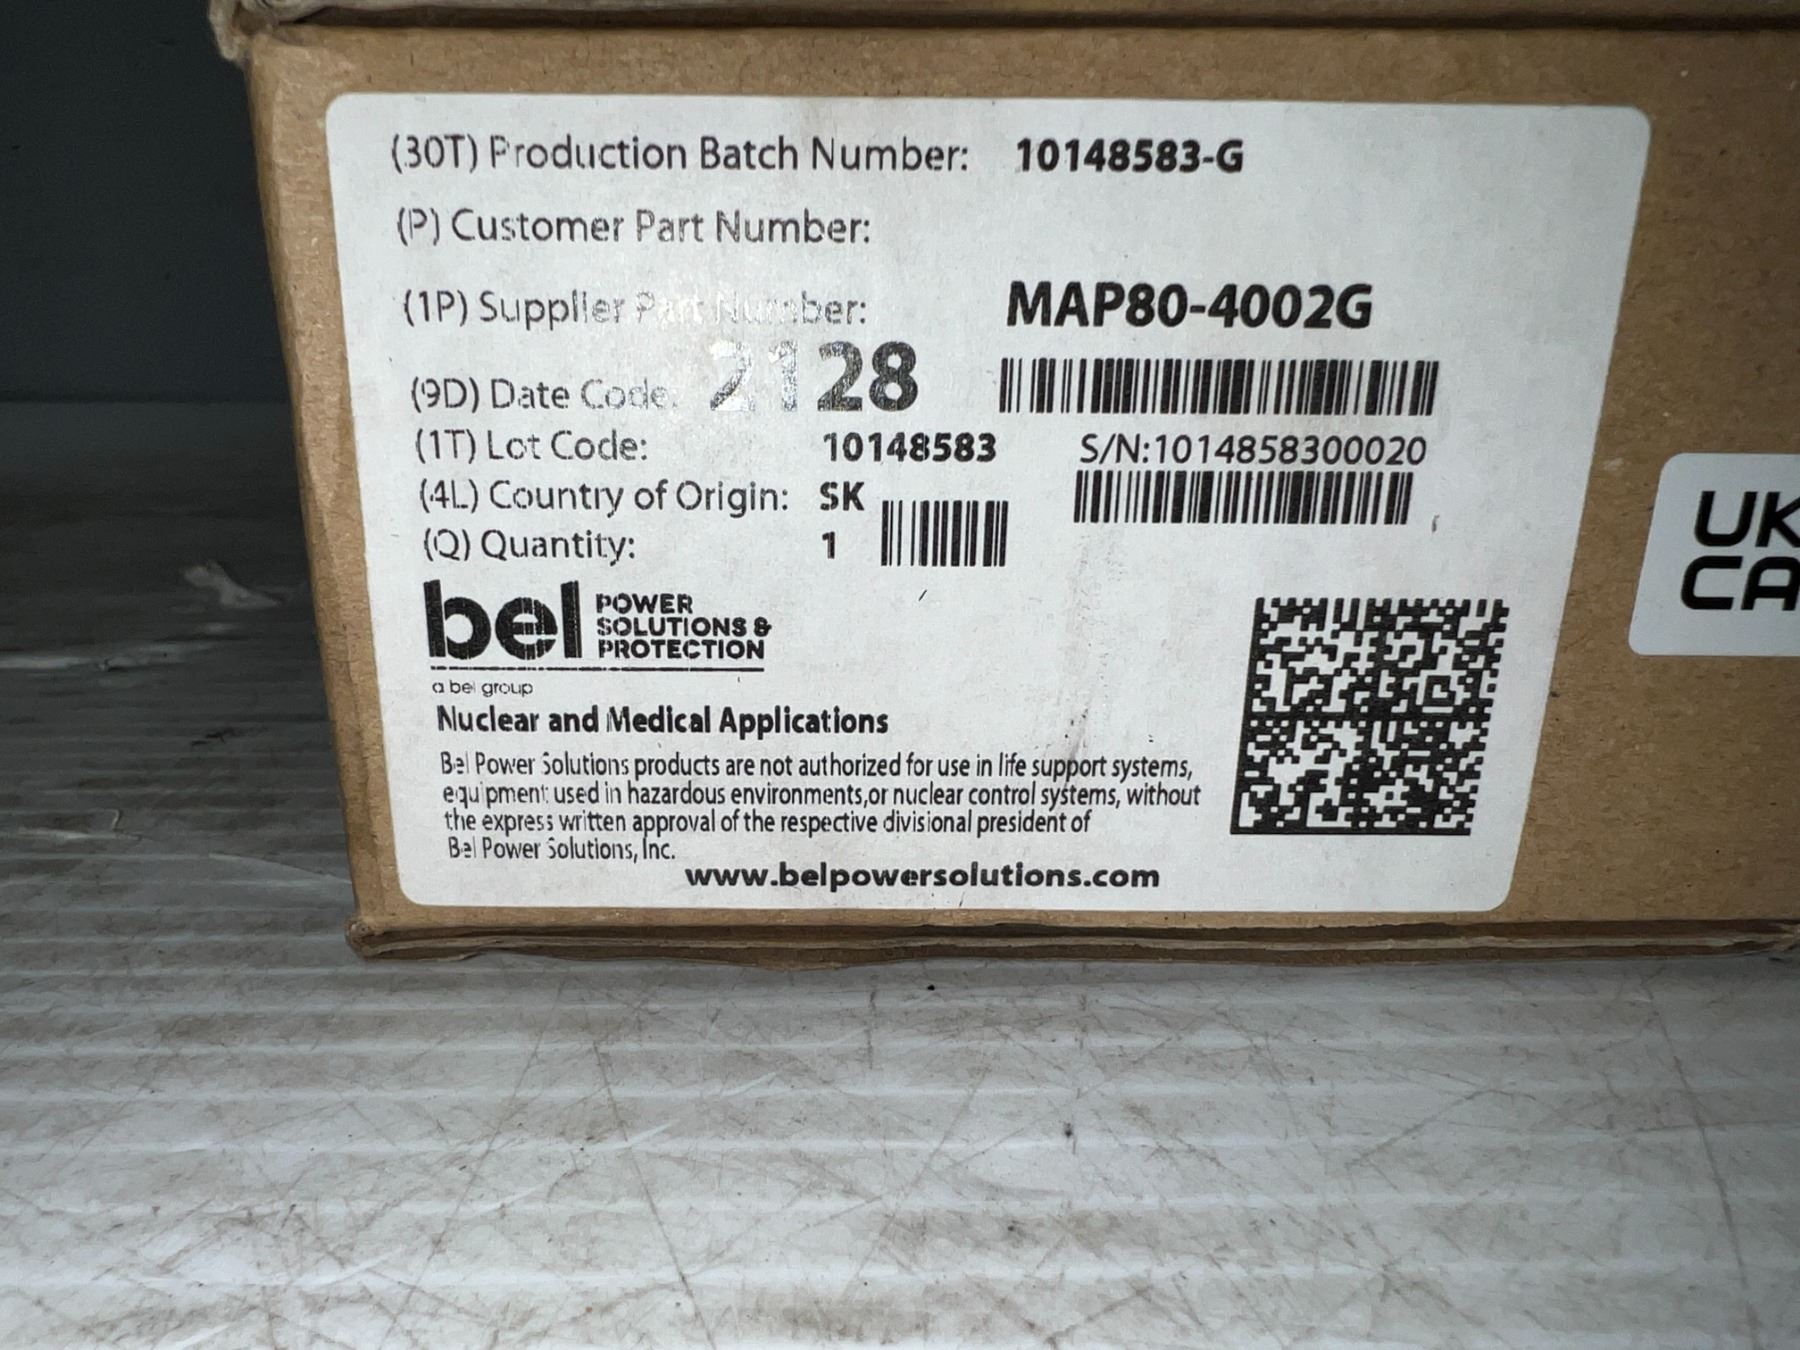 (30T) Production Batch Number: 10148583-G
(P) Customer Part Number:
(1P) Supplier Part Number: MAP80-4002G
(9D) Date Code: 2128
(1T) Lot Code: 10148583 S/N:1014858300020
(4L) Country of Origin: SK
(Q) Quantity: 1
bel POWER
SOLUTIONS &
PROTECTION
a bel group
Nuclear and Medical Applications
Bel Power Solutions products are not authorized for use in life support systems,
equipment used in hazardous environments,or nuclear control systems, without
the express written approval of the respective divisional president of
Bel Power Solutions, Inc.
www.belpowersolutions.com
UK
CA